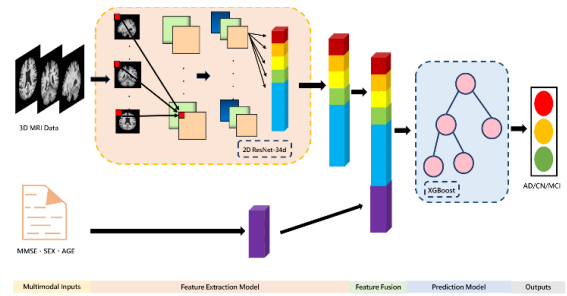 3D MRI Data
2D ResNet-34d
XGBoost
AD/CN/MCI
MMSE · SEX · AGE
Multimodal Inputs
Feature Extraction Model
Feature Fusion
Prediction Model
Outputs